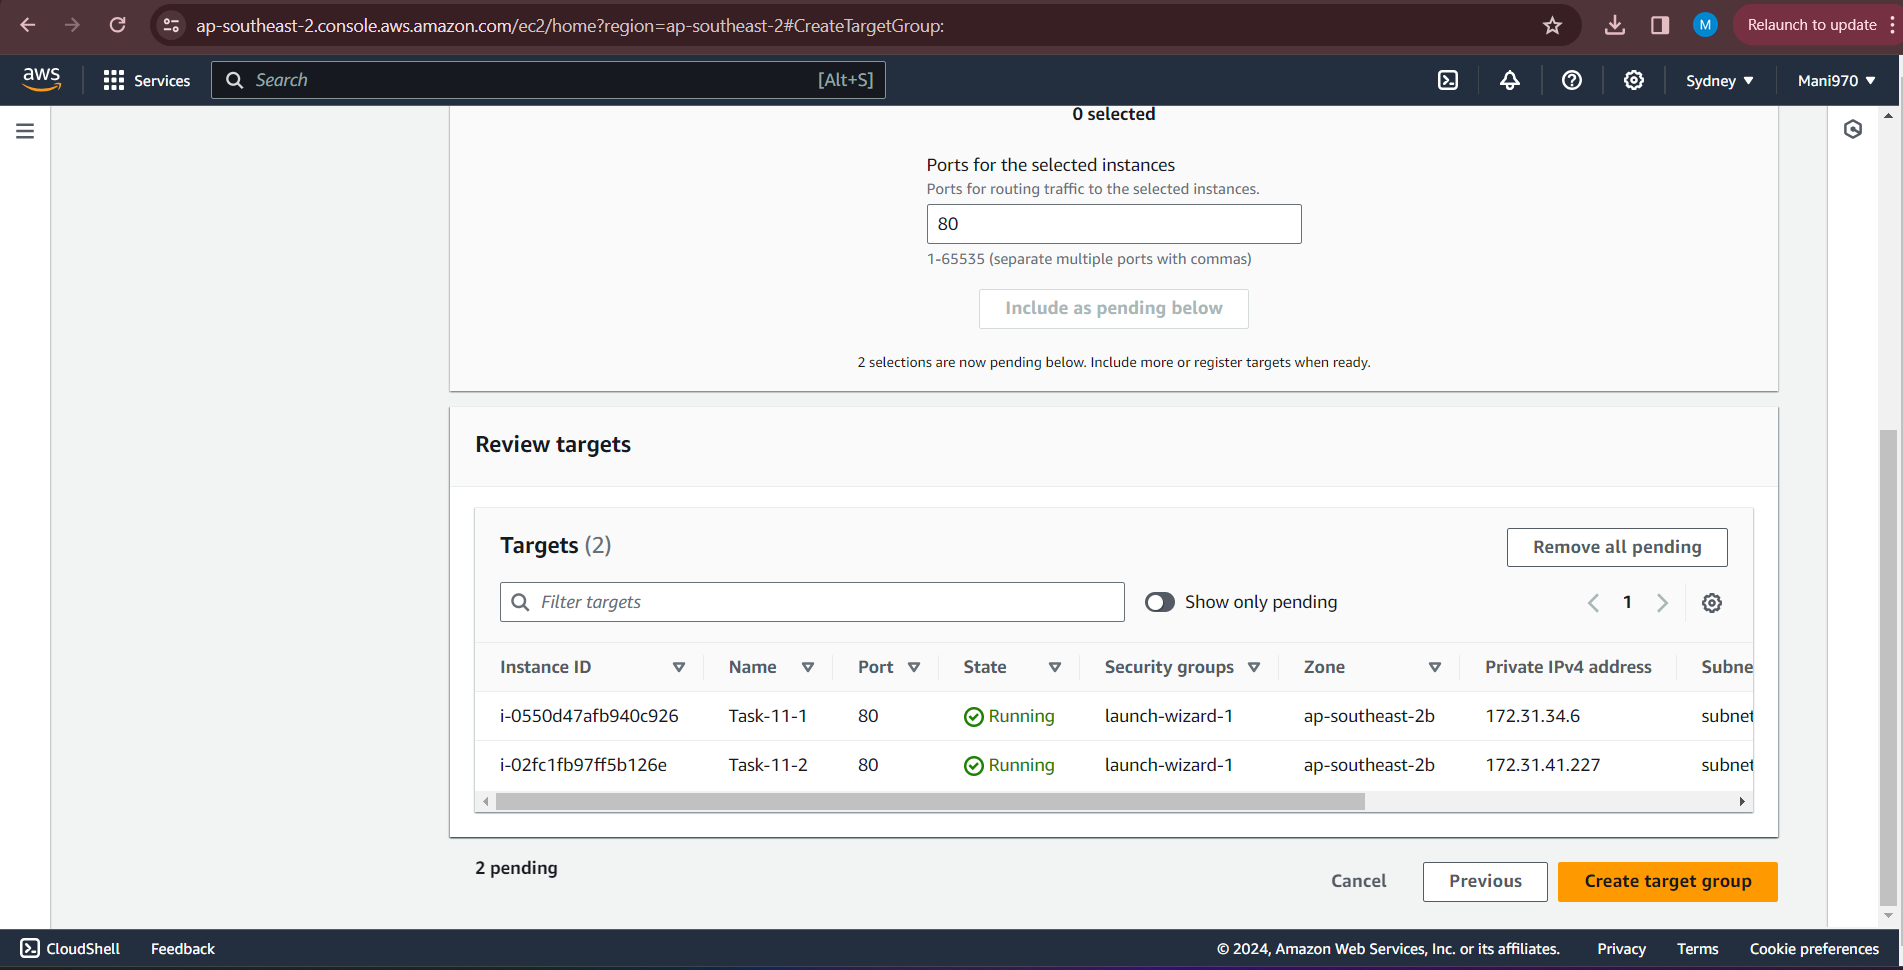 ap-southeast-2.console.aws.amazon.com/ec2/home?region=ap-southeast-2#CreateTargetGroup:
M
Relaunch to update
aws
Services
Search
[Alt+S]
Sydney
Mani970
0 selected
Ports for the selected instances
Ports for routing traffic to the selected instances.
80
1-65535 (separate multiple ports with commas)
Include as pending below
2 selections are now pending below. Include more or register targets when ready.
Review targets
Targets (2)
Remove all pending
Filter targets
Show only pending
1
Instance ID Name Port State Security groups Zone Private IPv4 address Subne
i-0550d47afb940c926 Task-11-1 80 Running launch-wizard-1 ap-southeast-2b 172.31.34.6 subnet
i-02fc1fb97ff5b126e Task-11-2 80 Running launch-wizard-1 ap-southeast-2b 172.31.41.227 subnet
2 pending
Cancel
Previous
Create target group
CloudShell
Feedback
© 2024, Amazon Web Services, Inc. or its affiliates.
Privacy
Terms
Cookie preferences